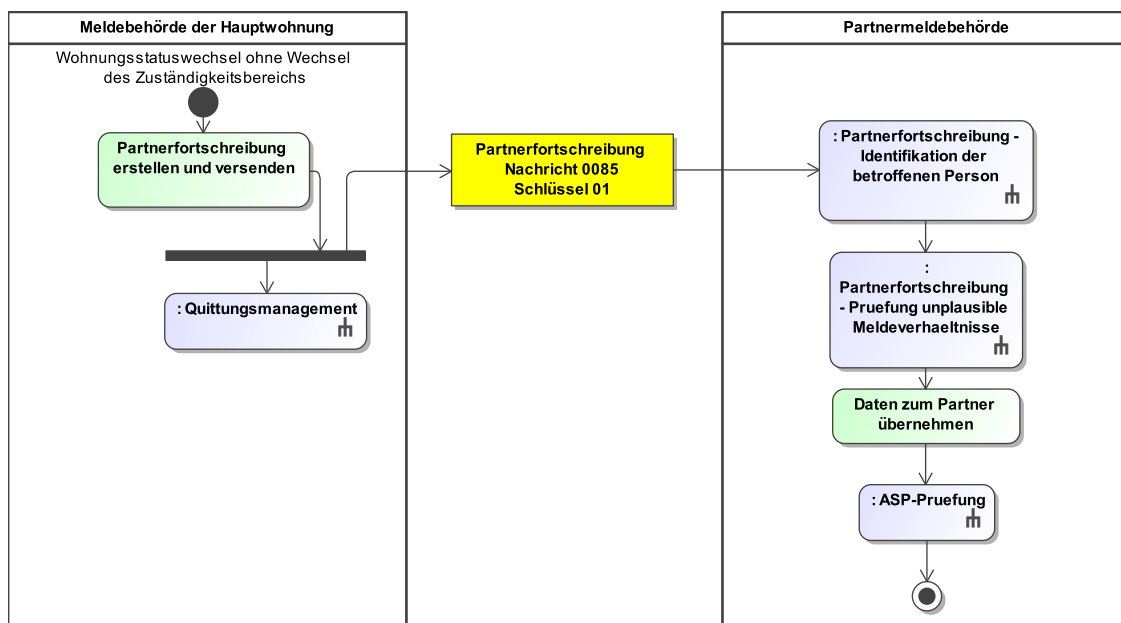 Meldebehörde der Hauptwohnung
Wohnungsstatuswechsel ohne Wechsel
des Zuständigkeitsbereichs
Partnerfortschreibung
erstellen und versenden
: Quittungsmanagement
Partnerfortschreibung
Nachricht 0085
Schlüssel 01
Partnermeldebehörde
: Partnerfortschreibung -
Identifikation der
betroffenen Person
:
Partnerfortschreibung
- Pruefung unplausible
Meldeverhaeltnisse
Daten zum Partner
übernehmen
: ASP-Pruefung